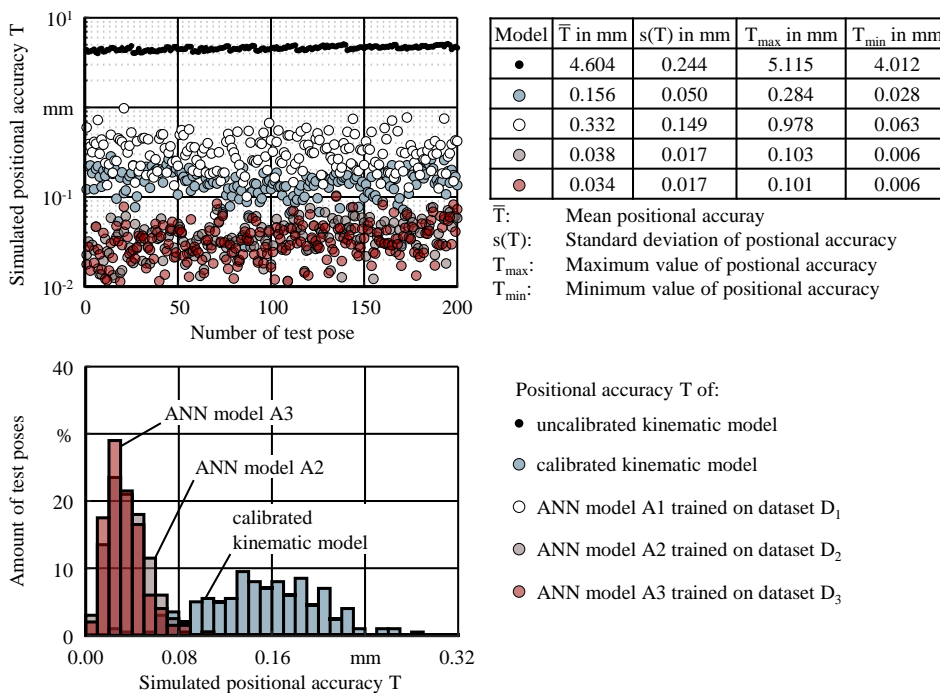 Simulated positional accuracy T
10¹
mm
10⁻¹
10⁻²
0
50
100
150
200
Number of test pose
Model T̅ in mm s(T) in mm T_max in mm T_min in mm
4.604 0.244 5.115 4.012
0.156 0.050 0.284 0.028
0.332 0.149 0.978 0.063
0.038 0.017 0.103 0.006
0.034 0.017 0.101 0.006
T̅: Mean positional accuray
s(T): Standard deviation of postional accuracy
T_max: Maximum value of postional accuracy
T_min: Minimum value of positional accuracy
Amount of test poses
40
%
20
10
0
ANN model A3
ANN model A2
calibrated
kinematic model
0.00 0.08 0.16 mm 0.32
Simulated positional accuracy T
Positional accuracy T of:
uncalibrated kinematic model
calibrated kinematic model
ANN model A1 trained on dataset D₁
ANN model A2 trained on dataset D₂
ANN model A3 trained on dataset D₃